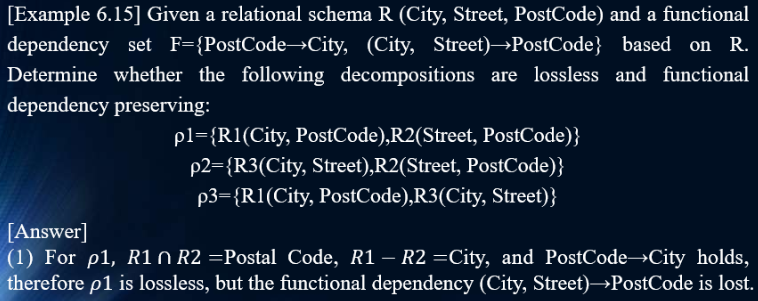 [Example 6.15] Given a relational schema R (City, Street, PostCode) and a functional
dependency set F={PostCode→City, (City, Street)→PostCode} based on R.
Determine whether the following decompositions are lossless and functional
dependency preserving:
ρ1={R1(City, PostCode),R2(Street, PostCode)}
ρ2={R3(City, Street),R2(Street, PostCode)}
ρ3={R1(City, PostCode),R3(City, Street)}
[Answer]
(1) For ρ1, R1 ∩ R2 =Postal Code, R1 − R2 =City, and PostCode→City holds,
therefore ρ1 is lossless, but the functional dependency (City, Street)→PostCode is lost.